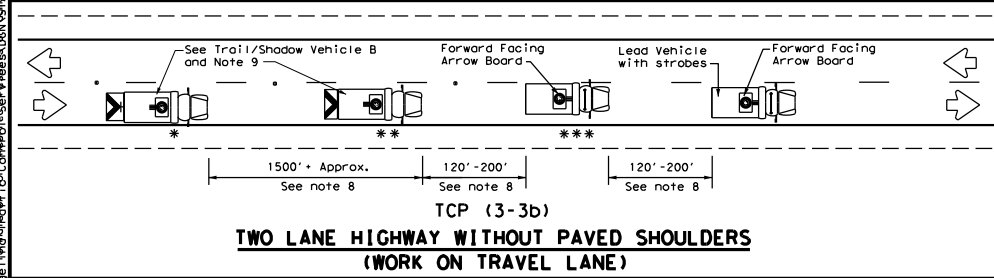 See Trail/Shadow Vehicle B
and Note 9
Forward Facing
Arrow Board
Lead Vehicle
with strobes
Forward Facing
Arrow Board
*
**
***
1500'+ Approx.
See note 8
120'-200'
See note 8
120'-200'
See note 8
TCP (3-3b)
TWO LANE HIGHWAY WITHOUT PAVED SHOULDERS
(WORK ON TRAVEL LANE)